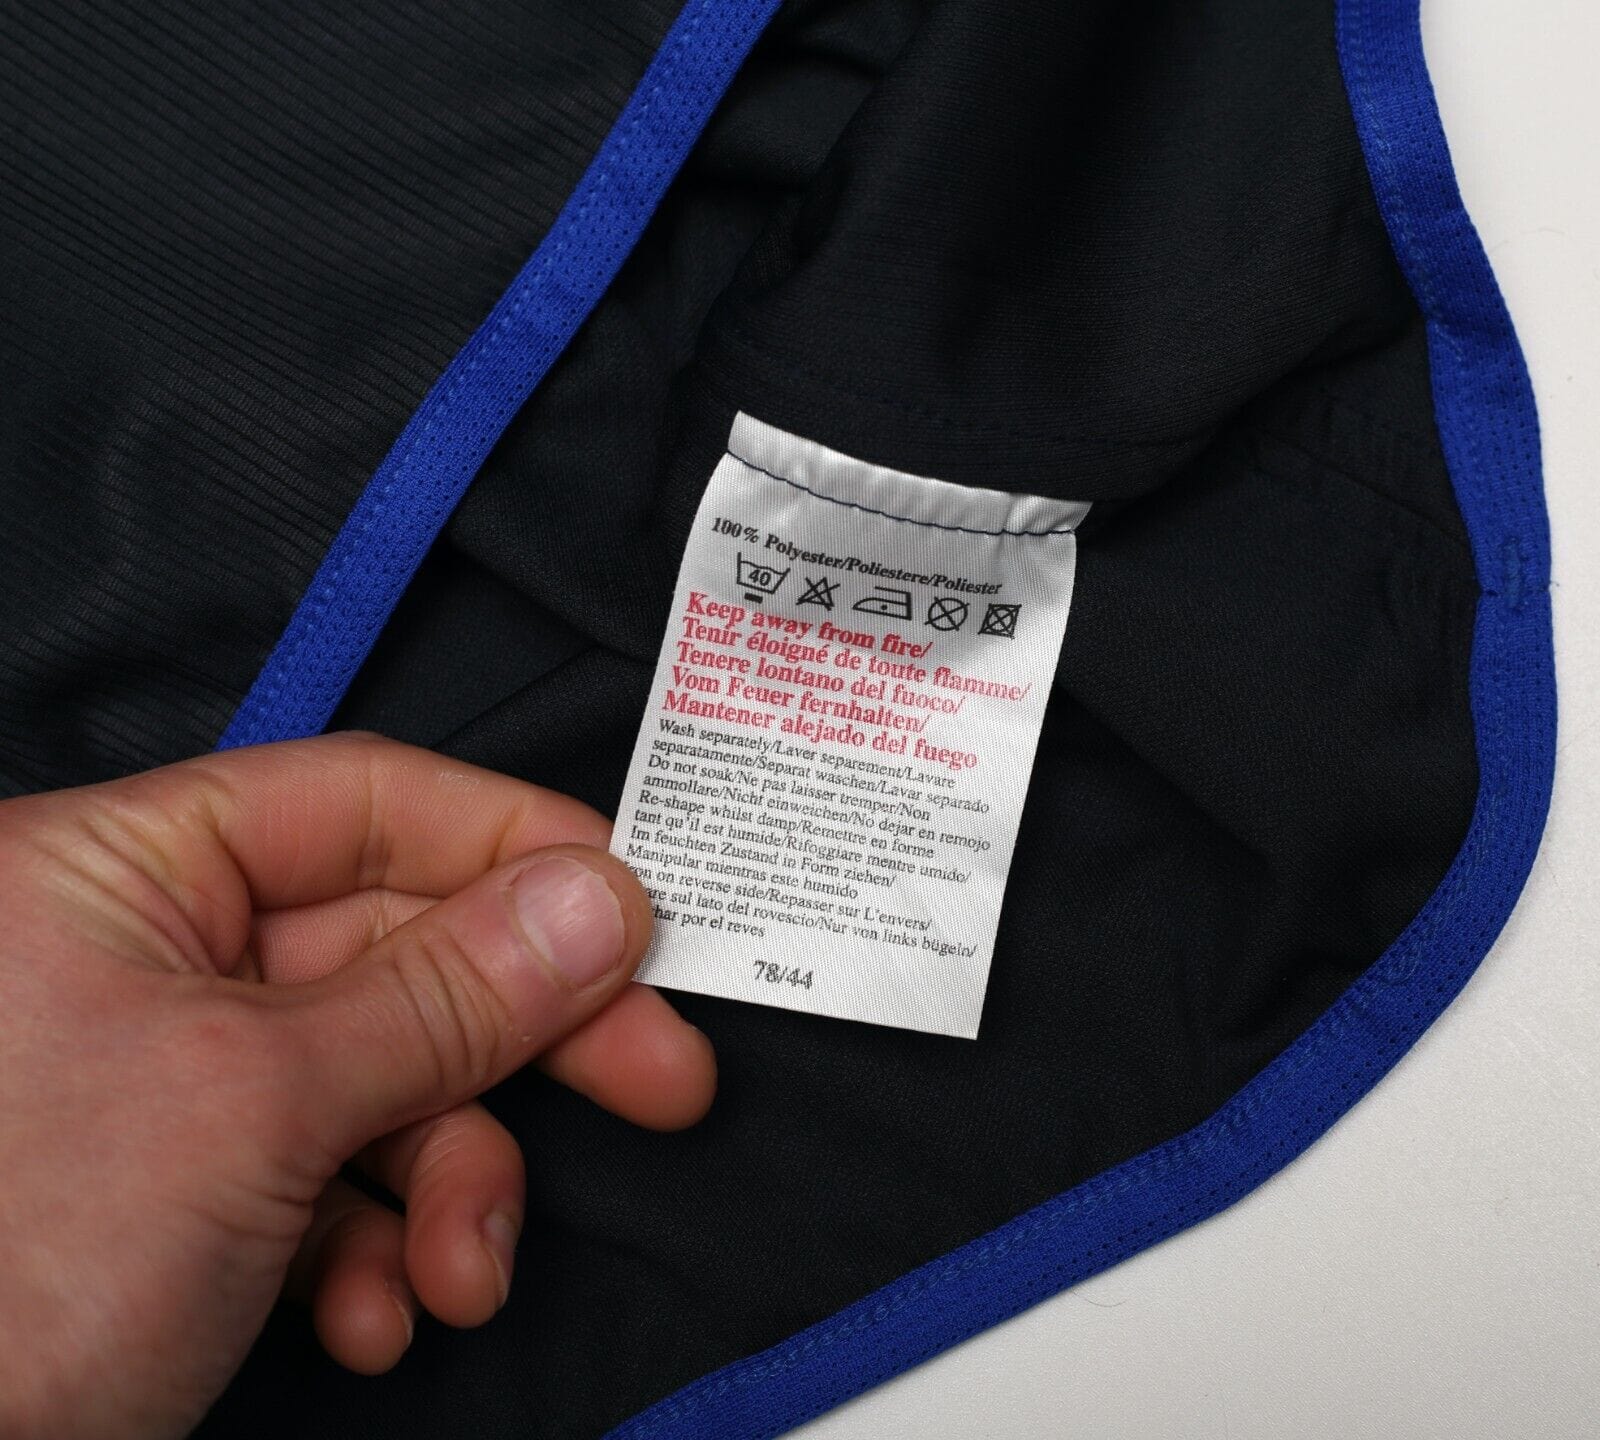 100% Polyester/Poliestere/Poliester
40
Keep away from fire/
Tenir éloigné de toute flamme/
Tenere lontano del fuoco/
Vom Feuer fernhalten/
Mantener alejado del fuego
Wash separately/Laver separement/Lavare
separatamente/Separat waschen/Lavar separado
Do not soak/Ne pas laisser tremper/Non
ammollare/Nicht einweichen/No dejar en remojo
Re-shape whilst damp/Remettre en forme
tant qu'il est humide/Rifoggiare mentre umido/
Im feuchten Zustand in Form ziehen/
Manipular mientras este humido
on reverse side/Repasser sur L'envers/
sul lato del rovescio/Nur von links bügeln/
por el reves
78/44